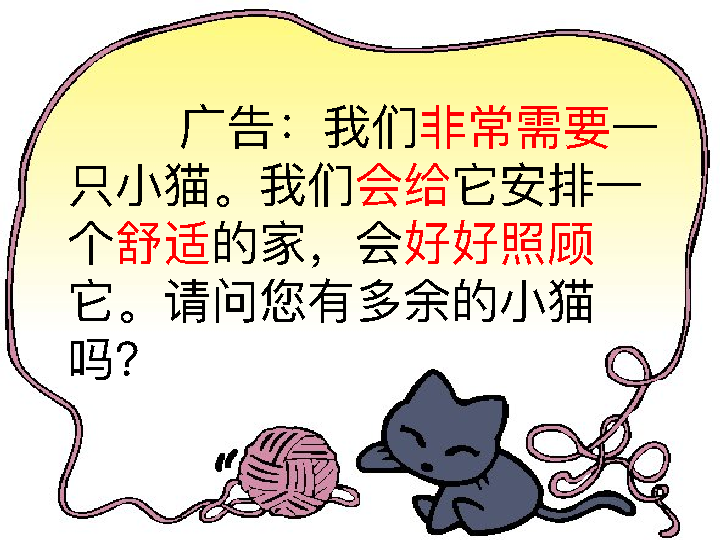 广告：我们非常需要一
只小猫。我们会给它安排一
个舒适的家，会好好照顾
它。请问您有多余的小猫
吗？